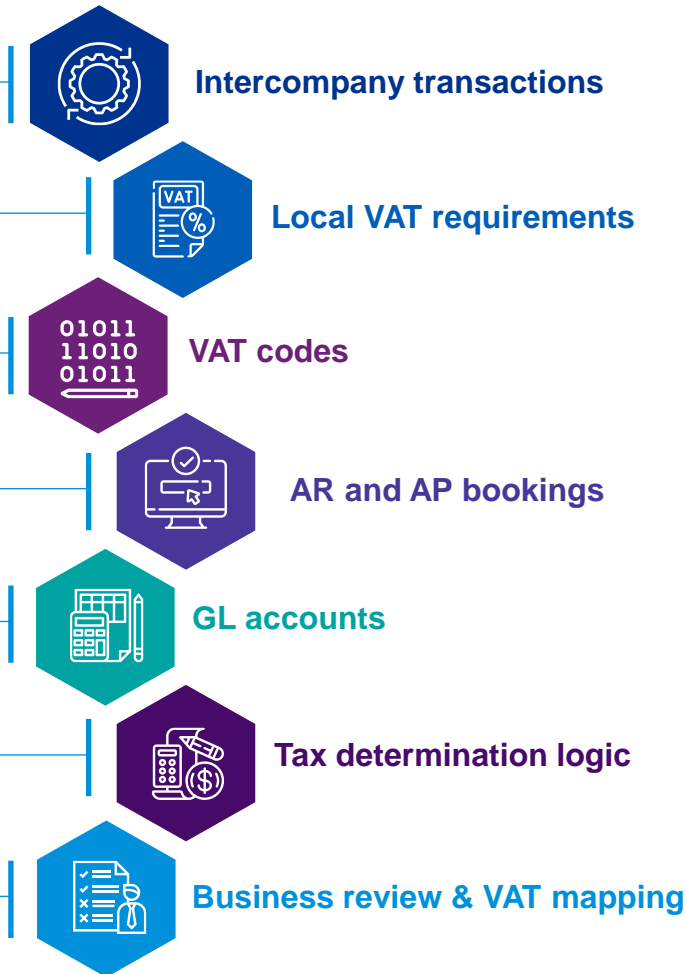 Intercompany transactions
VAT
%
Local VAT requirements
01011
11010
01011
VAT codes
AR and AP bookings
GL accounts
$
Tax determination logic
Business review & VAT mapping